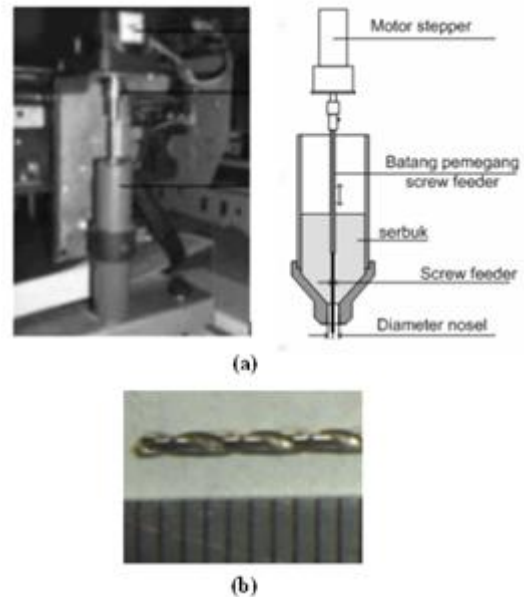 Motor stepper
Batang pemegang
screw feeder
serbuk
Screw feeder
Diameter nosel
(a)
(b)